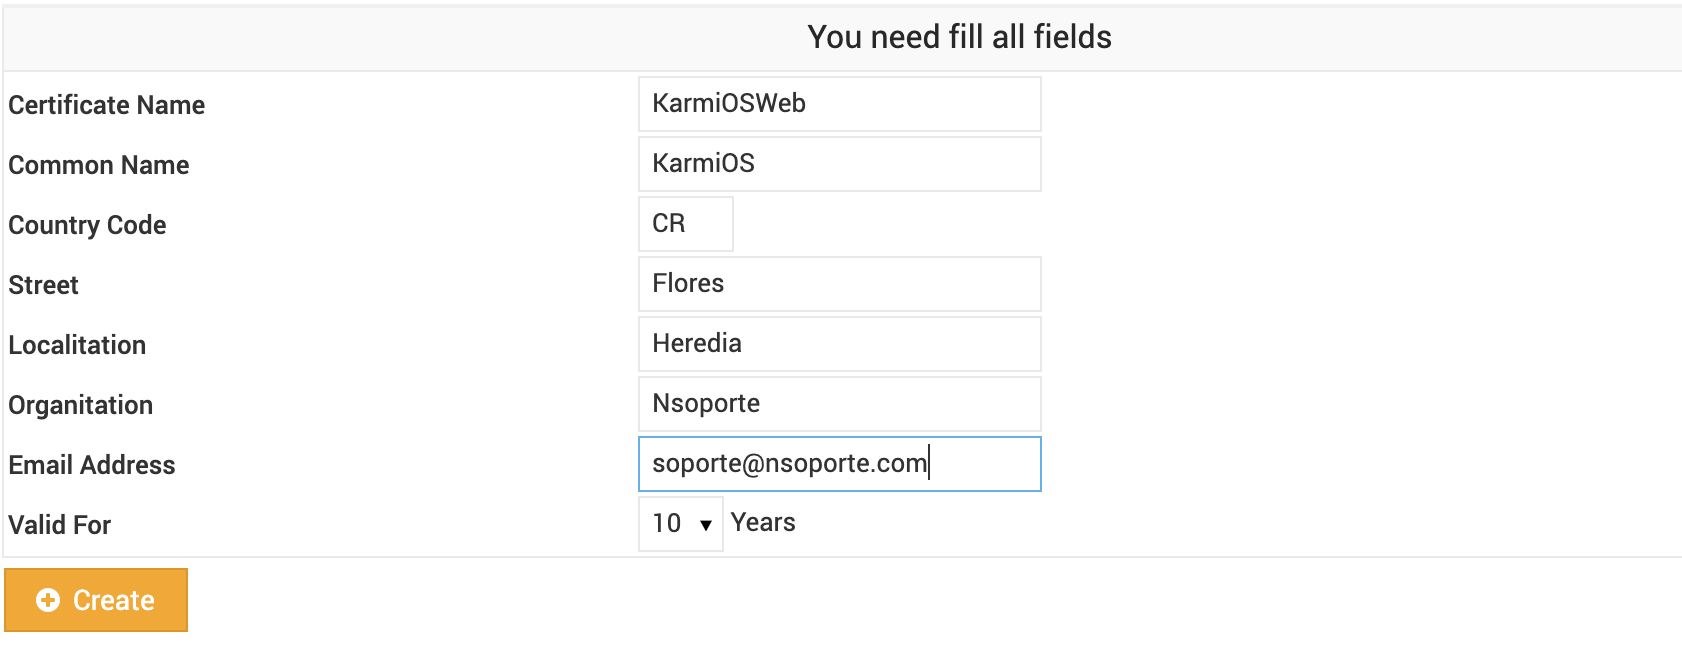 You need fill all fields
Certificate Name KarmiOSWeb
Common Name KarmiOS
Country Code CR
Street Flores
Localitation Heredia
Organitation Nsoporte
Email Address soporte@nsoporte.com
Valid For 10 Years
Create